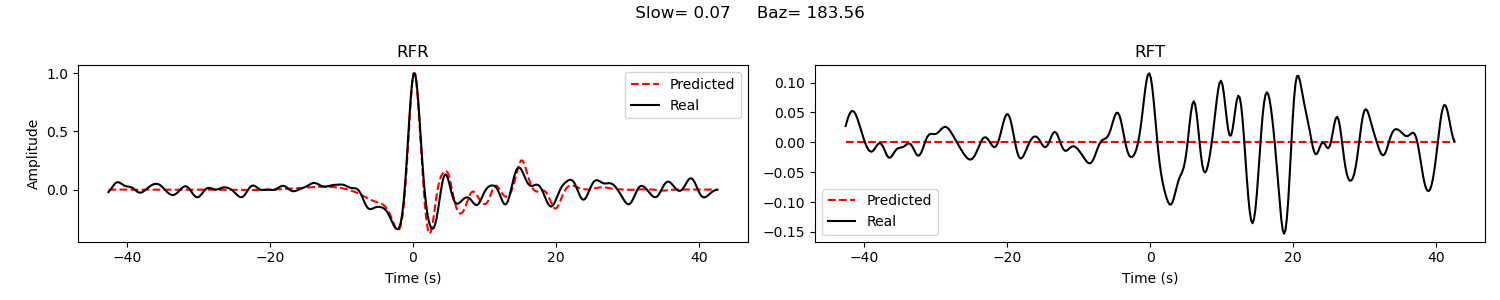 Slow= 0.07     Baz= 183.56
RFR
Amplitude
1.0
0.5
0.0
−40
−20
0
20
40
Time (s)
Predicted
Real
RFT
0.10
0.05
0.00
−0.05
−0.10
−0.15
−40
−20
0
20
40
Time (s)
Predicted
Real